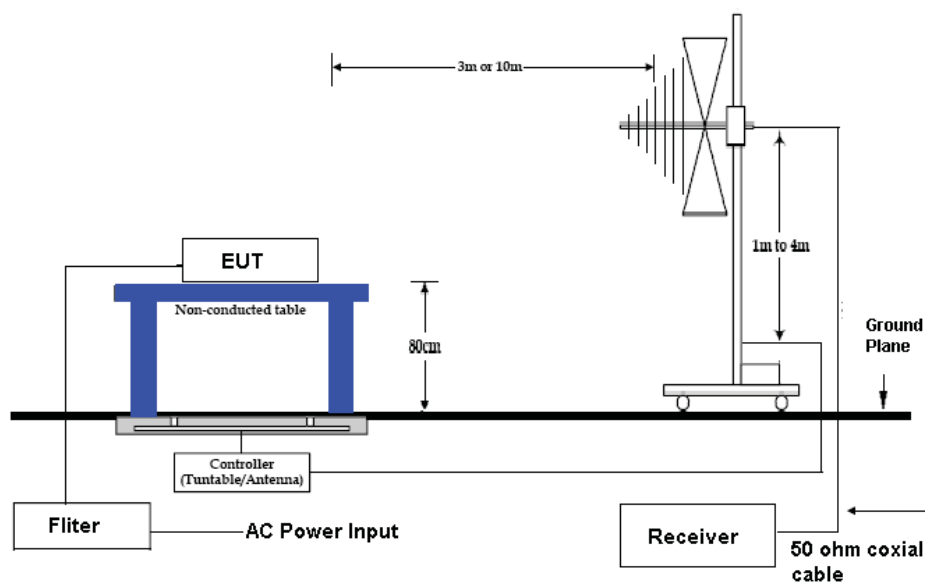 3m or 10m
EUT
1m to 4m
Non-conducted table
80cm
Ground
Plane
Controller
(Tuntable/Antenna)
Fliter
AC Power Input
Receiver
50 ohm coxial
cable